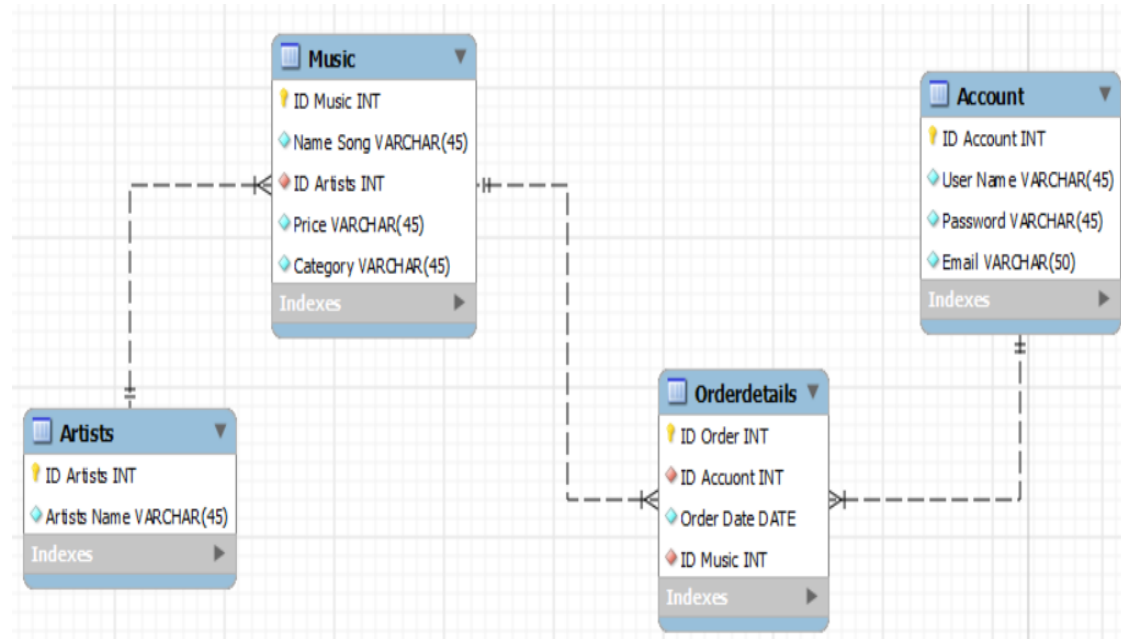 Music
ID Music INT
Name Song VARCHAR(45)
ID Artists INT
Price VARCHAR(45)
Category VARCHAR(45)
Indexes
Account
ID Account INT
User Name VARCHAR(45)
Password VARCHAR(45)
Email VARCHAR(50)
Indexes
Artists
ID Artists INT
Artists Name VARCHAR(45)
Indexes
Orderdetails
ID Order INT
ID Accuont INT
Order Date DATE
ID Music INT
Indexes